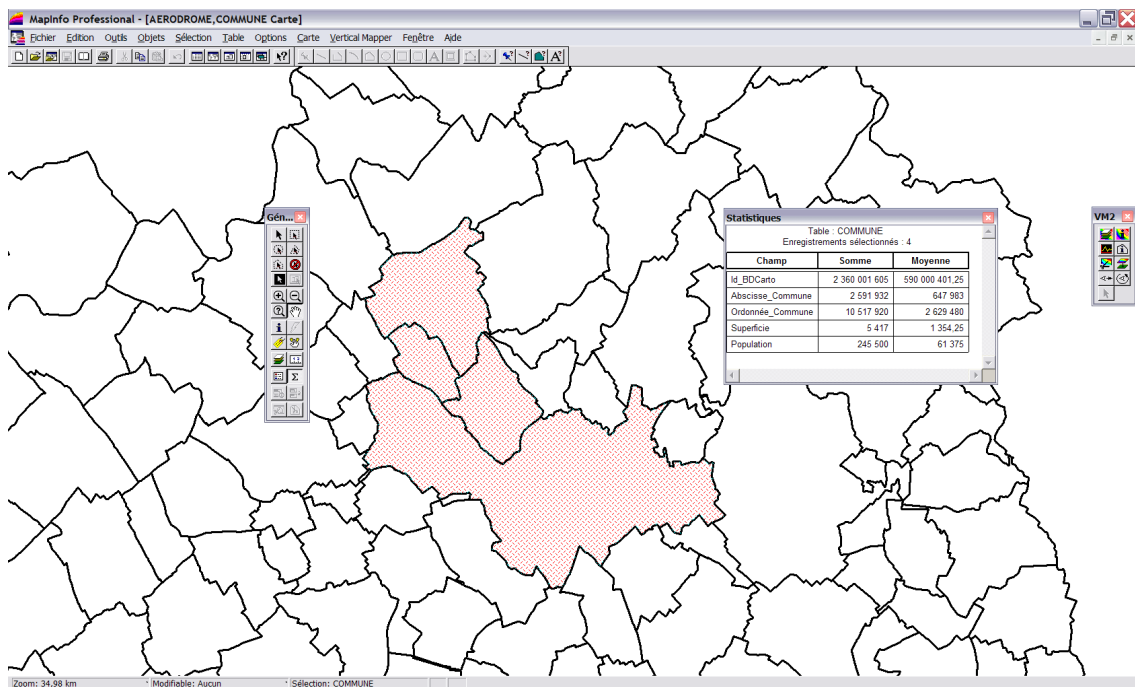 MapInfo Professional - [AERODROME,COMMUNE Carte]
Fichier Edition Outils Objets Sélection Table Options Carte Vertical Mapper Fenêtre Aide
Gén...
Statistiques
Table : COMMUNE
Enregistrements sélectionnés : 4
Champ Somme Moyenne
Id_BDCarto 2 360 001 605 590 000 401,25
Abscisse_Commune 2 591 932 647 983
Ordonnée_Commune 10 517 920 2 629 480
Superficie 5 417 1 354,25
Population 245 500 61 375
VM2
Zoom: 34,98 km Modifiable: Aucun Sélection: COMMUNE